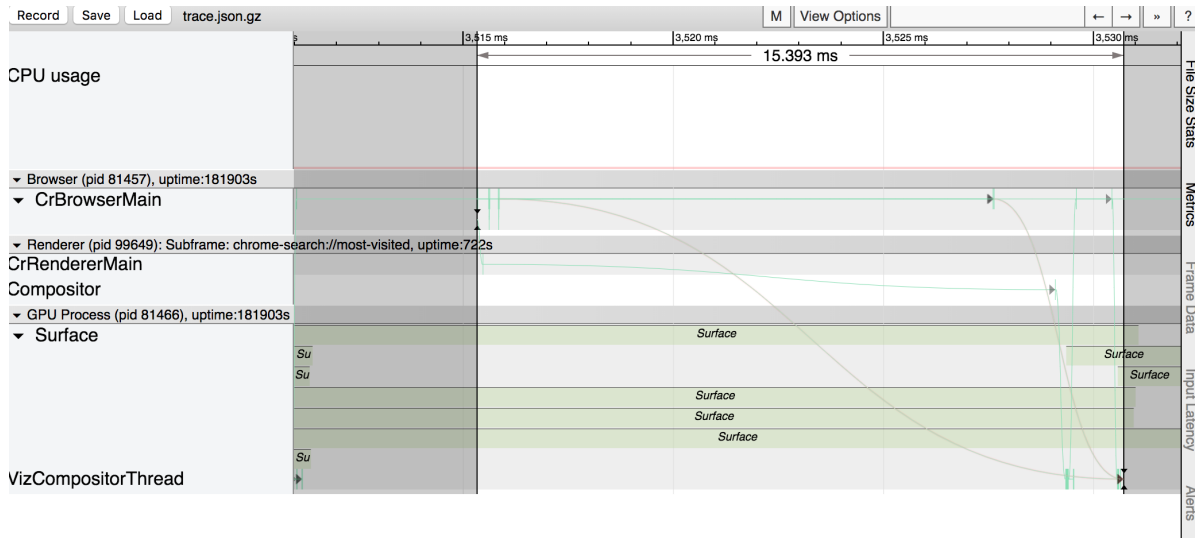 Record Save Load trace.json.gz M View Options ← → » ?
s 3,515 ms 3,520 ms 3,525 ms 3,530 ms
15.393 ms
CPU usage
Browser (pid 81457), uptime:181903s
CrBrowserMain
Renderer (pid 99649): Subframe: chrome-search://most-visited, uptime:722s
CrRendererMain
Compositor
GPU Process (pid 81466), uptime:181903s
Surface Surface
Su Surface
Su Surface
Surface
Surface
Surface
Su
VizCompositorThread
File Size Stats
Metrics
Frame Data
Input Latency
Alerts